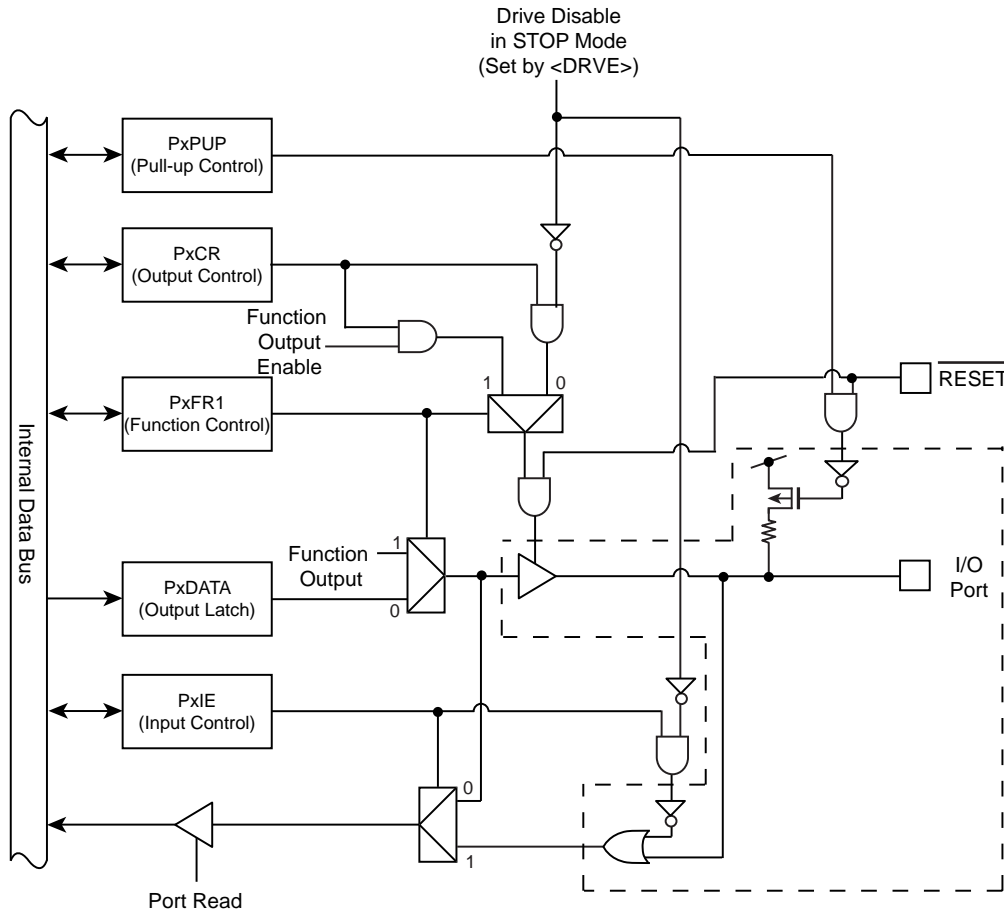 Drive Disable
in STOP Mode
(Set by <DRVE>)
PxPUP
(Pull-up Control)
PxCR
(Output Control)
Function
Output
Enable
1
0
RESET
PxFR1
(Function Control)
Internal Data Bus
Function
Output
1
0
PxDATA
(Output Latch)
I/O
Port
PxIE
(Input Control)
0
1
Port Read